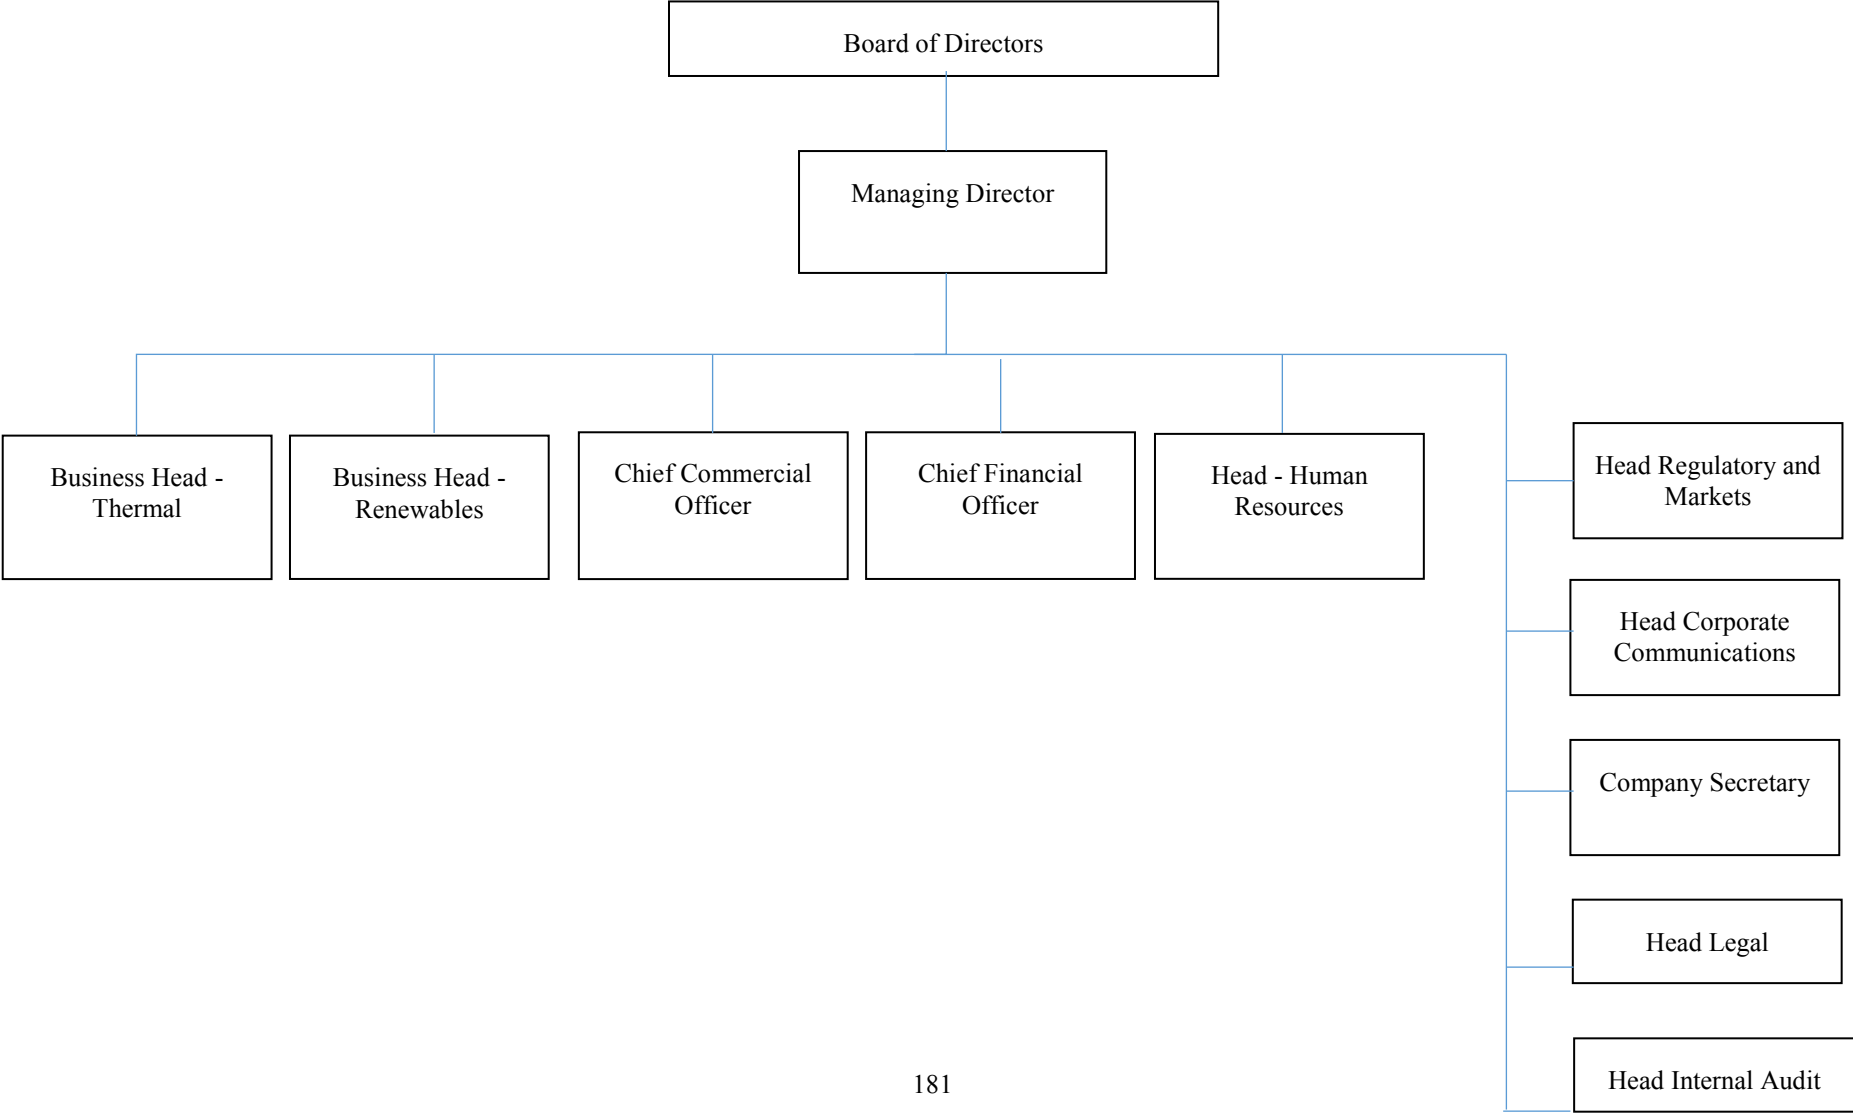 Board of Directors
Managing Director
Business Head -
Thermal
Business Head -
Renewables
Chief Commercial
Officer
Chief Financial
Officer
Head - Human
Resources
Head Regulatory and
Markets
Head Corporate
Communications
Company Secretary
Head Legal
Head Internal Audit
181